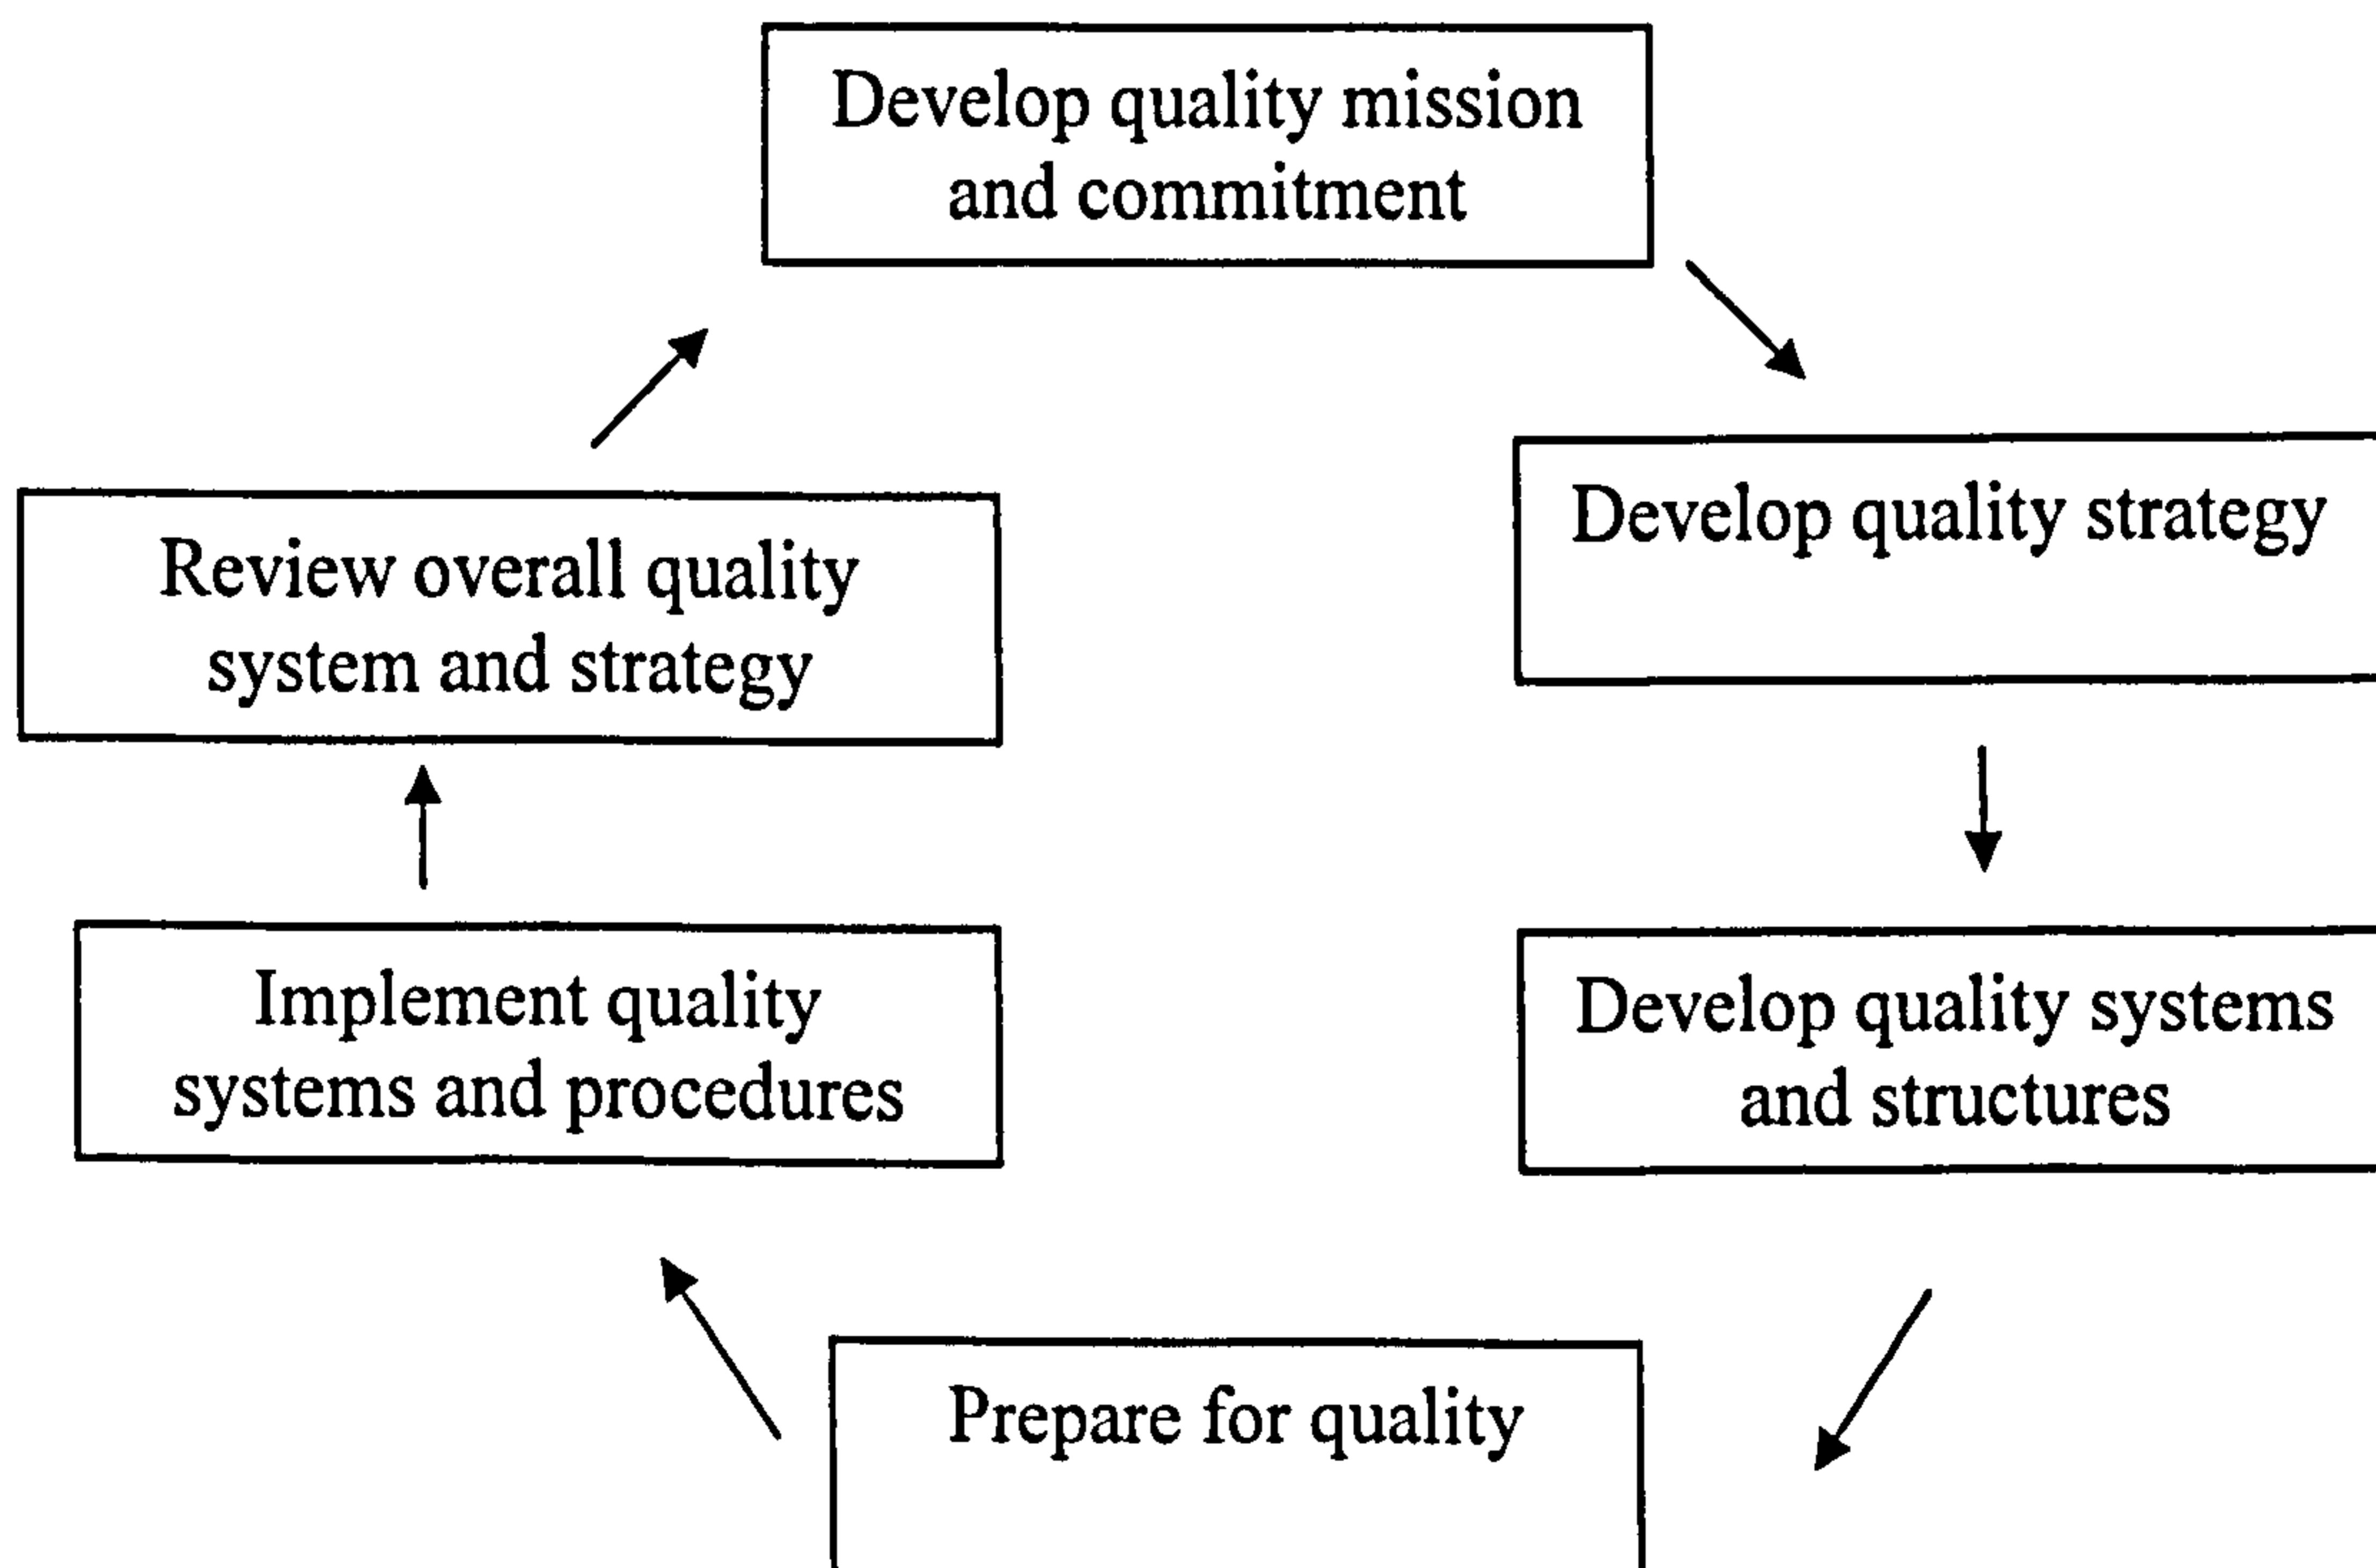 Develop quality mission
and commitment
Develop quality strategy
Review overall quality
system and strategy
Implement quality
systems and procedures
Develop quality systems
and structures
Prepare for quality